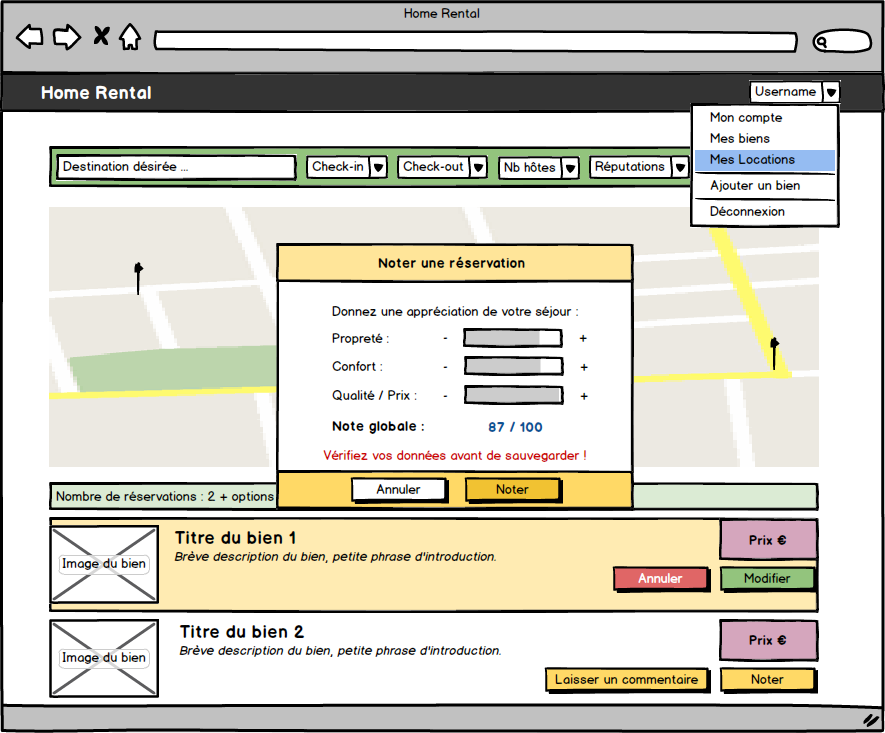 Home Rental
Home Rental
Username
Mon compte
Mes biens
Mes Locations
Ajouter un bien
Déconnexion
Destination désirée ...
Check-in
Check-out
Nb hôtes
Réputations
Noter une réservation
Donnez une appréciation de votre séjour :
Propreté : - +
Confort : - +
Qualité / Prix : - +
Note globale : 87 / 100
Vérifiez vos données avant de sauvegarder !
Annuler
Noter
Nombre de réservations : 2 + options
Image du bien
Titre du bien 1
Brève description du bien, petite phrase d'introduction.
Prix €
Annuler
Modifier
Image du bien
Titre du bien 2
Brève description du bien, petite phrase d'introduction.
Prix €
Laisser un commentaire
Noter